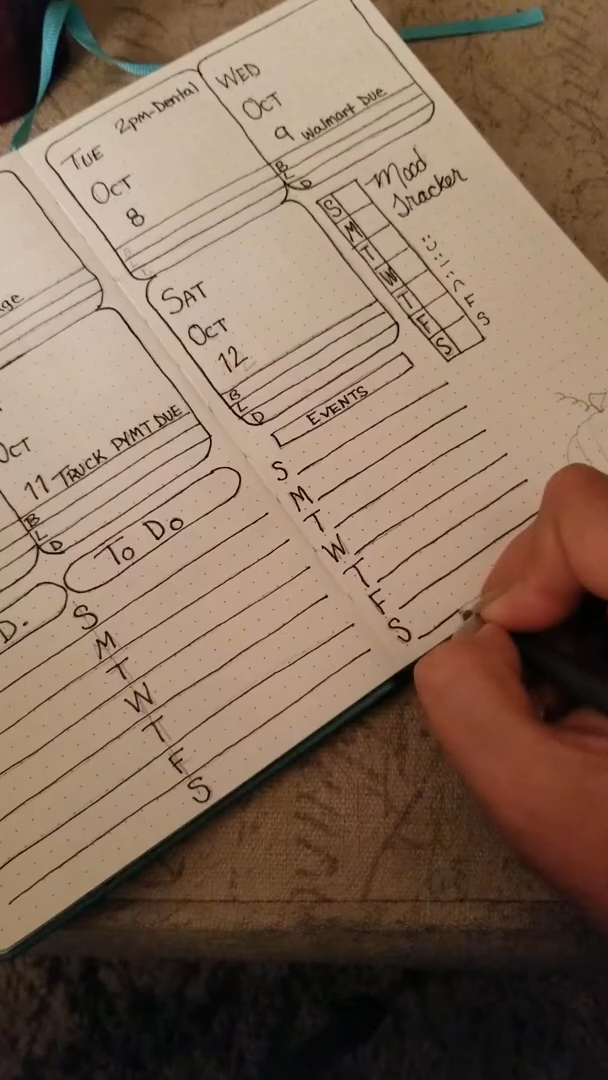 TUE
2pm-Dental
OCT
8
B
L
WED
OCT
9 Walmart Due
B
L
D
Mood
Tracker
S
M
T
W
T
F
S
F
S
SAT
OCT
12
B
L
D
OCT
11 TRUCK PYMT DUE
B
L
D
EVENTS
S
M
T
W
T
F
S
D.
TO DO
S
M
T
W
T
F
S